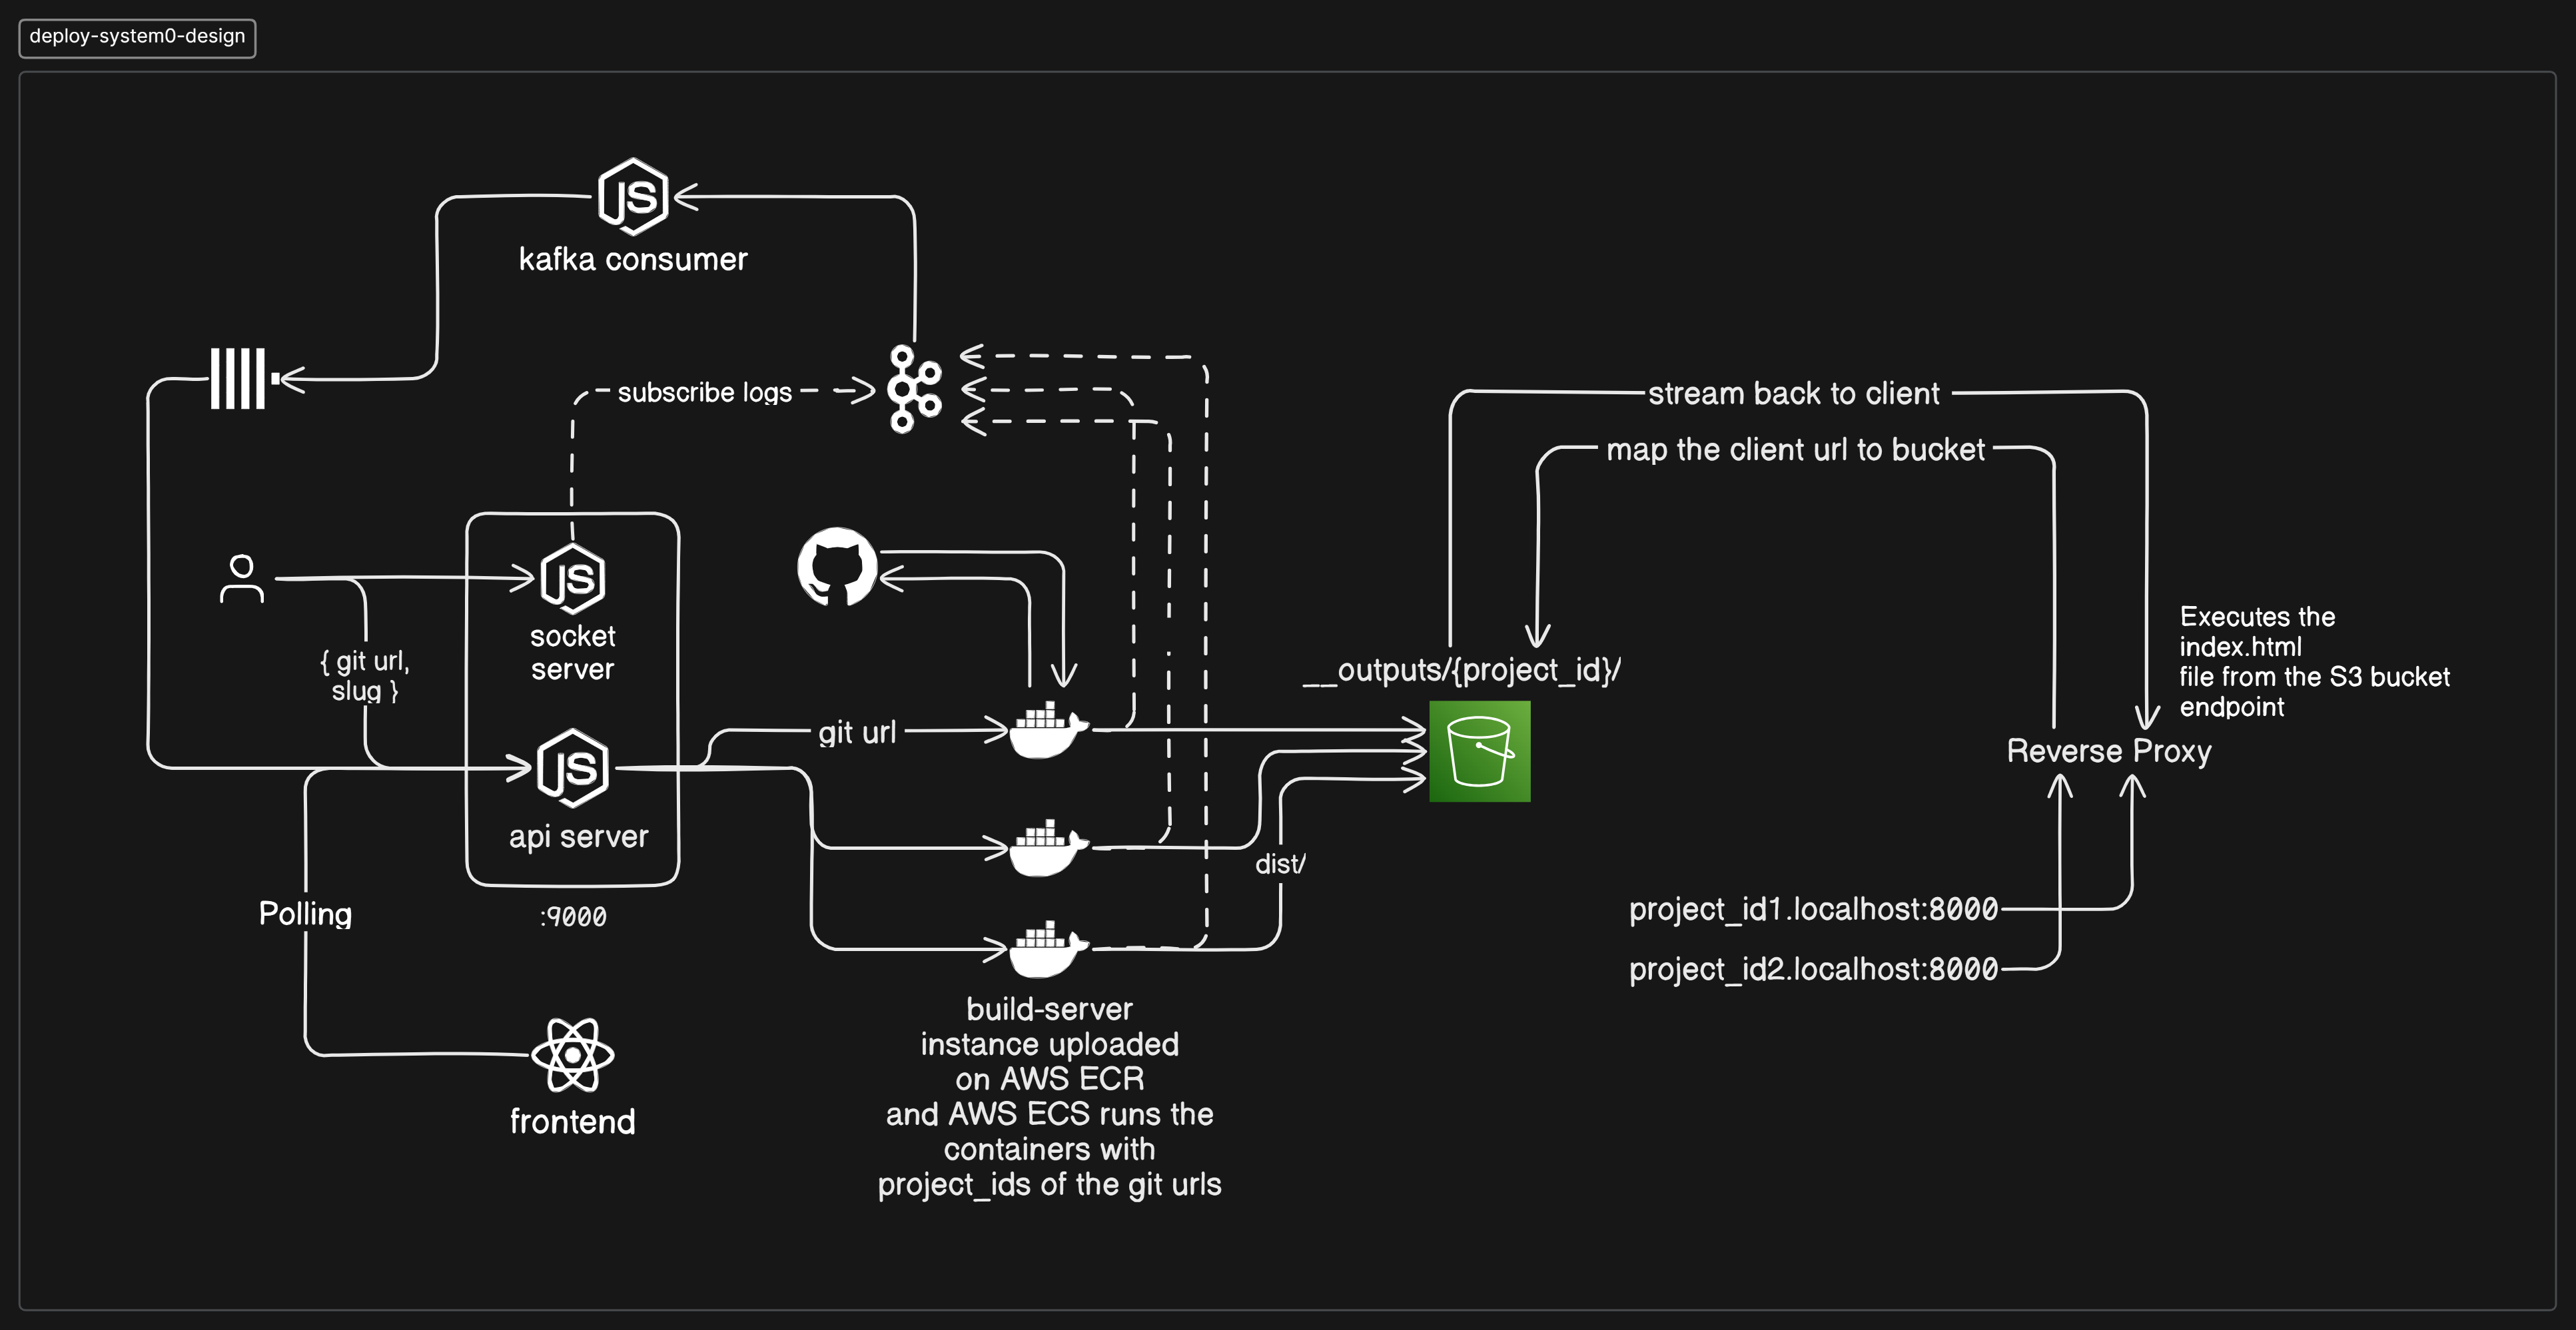 deploy-system0-design
JS
kafka consumer
subscribe logs
stream back to client
map the client url to bucket
JS
socket
server
{ git url,
slug }
__outputs/{project_id}/
Executes the
index.html
file from the S3 bucket
endpoint
git url
Reverse Proxy
JS
api server
dist/
Polling
:9000
project_id1.localhost:8000
project_id2.localhost:8000
build-server
instance uploaded
on AWS ECR
and AWS ECS runs the
containers with
project_ids of the git urls
frontend